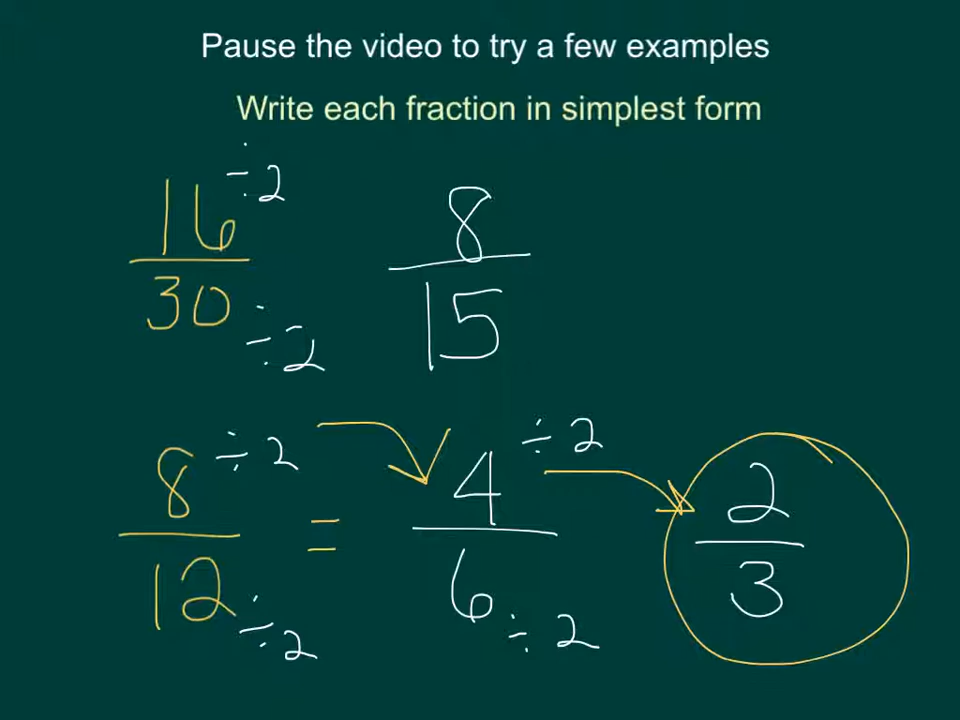 Pause the video to try a few examples
Write each fraction in simplest form
16 ÷2 8
30 ÷2 15
8 ÷2 = 4 ÷2 2
12 ÷2 6 ÷2 3